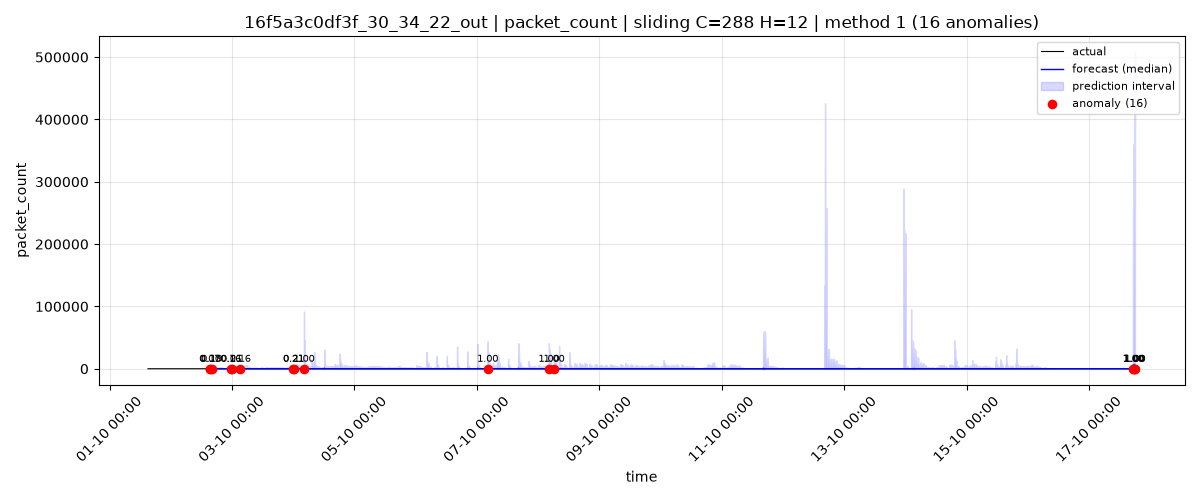 16f5a3c0df3f_30_34_22_out | packet_count | sliding C=288 H=12 | method 1 (16 anomalies)
actual
forecast (median)
prediction interval
anomaly (16)
packet_count
500000
400000
300000
200000
100000
0
0.21
1.00
1.00
1.00
01-10 00:00
03-10 00:00
05-10 00:00
07-10 00:00
09-10 00:00
11-10 00:00
13-10 00:00
15-10 00:00
17-10 00:00
time